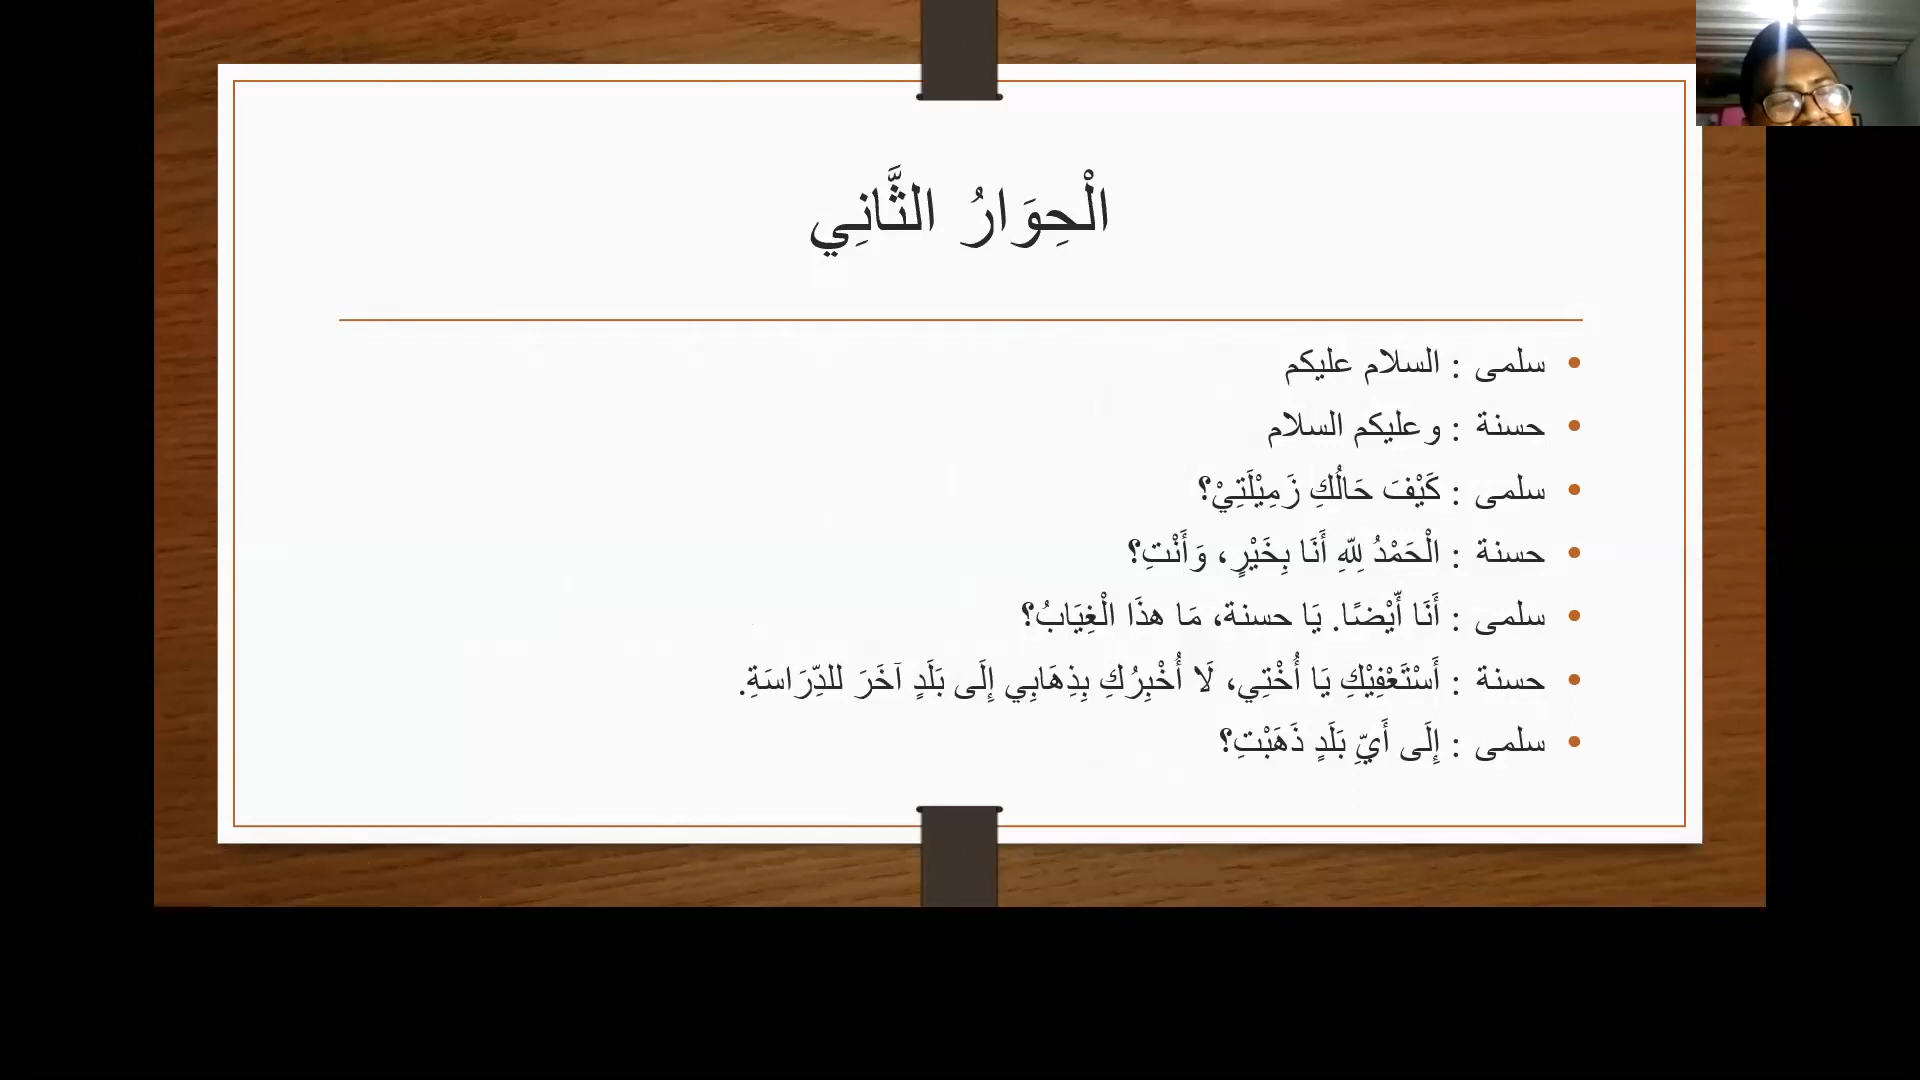 الْحِوَارُ الثَّانِي
سلمى : السلام عليكم
حسنة : وعليكم السلام
سلمى : كَيْفَ حَالُكِ زَمِيْلَتِيْ؟
حسنة : الْحَمْدُ لِلّٰهِ أَنَا بِخَيْرٍ، وَأَنْتِ؟
سلمى : أَنَا أَيْضًا. يَا حسنة، مَا هذَا الْغِيَابُ؟
حسنة : أَسْتَعْفِيْكِ يَا أُخْتِي، لَا أُخْبِرُكِ بِذِهَابِي إِلَى بَلَدٍ آخَرَ للدِّرَاسَةِ.
سلمى : إِلَى أَيِّ بَلَدٍ ذَهَبْتِ؟